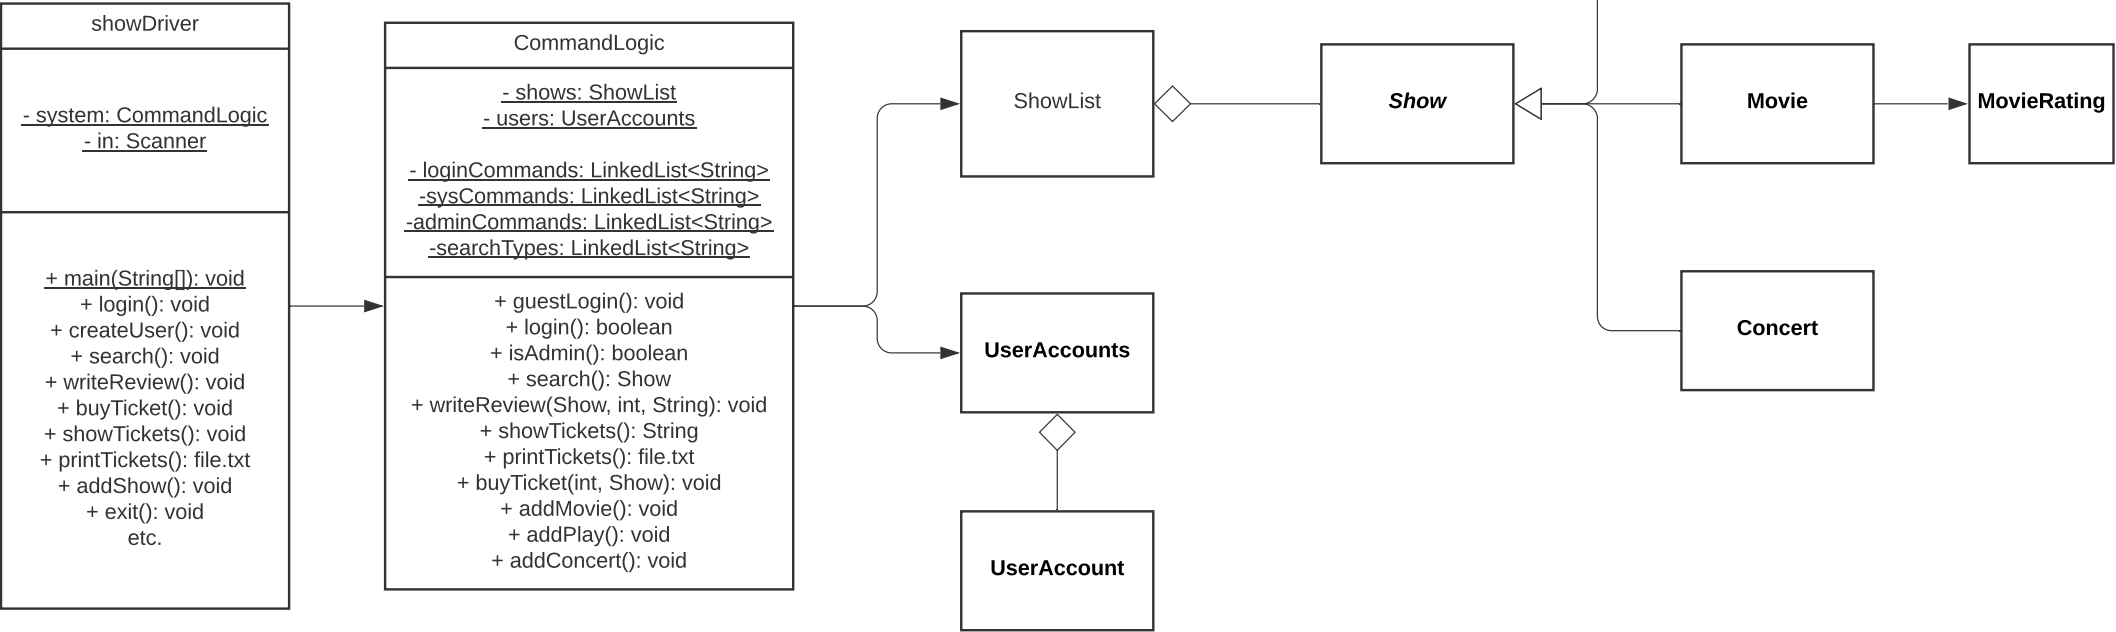 showDriver
- system: CommandLogic
- in: Scanner
+ main(String[]): void
+ login(): void
+ createUser(): void
+ search(): void
+ writeReview(): void
+ buyTicket(): void
+ showTickets(): void
+ printTickets(): file.txt
+ addShow(): void
+ exit(): void
etc.
CommandLogic
- shows: ShowList
- users: UserAccounts
- loginCommands: LinkedList<String>
-sysCommands: LinkedList<String>
-adminCommands: LinkedList<String>
-searchTypes: LinkedList<String>
+ guestLogin(): void
+ login(): boolean
+ isAdmin(): boolean
+ search(): Show
+ writeReview(Show, int, String): void
+ showTickets(): String
+ printTickets(): file.txt
+ buyTicket(int, Show): void
+ addMovie(): void
+ addPlay(): void
+ addConcert(): void
ShowList
UserAccounts
UserAccount
Show
Movie
MovieRating
Concert